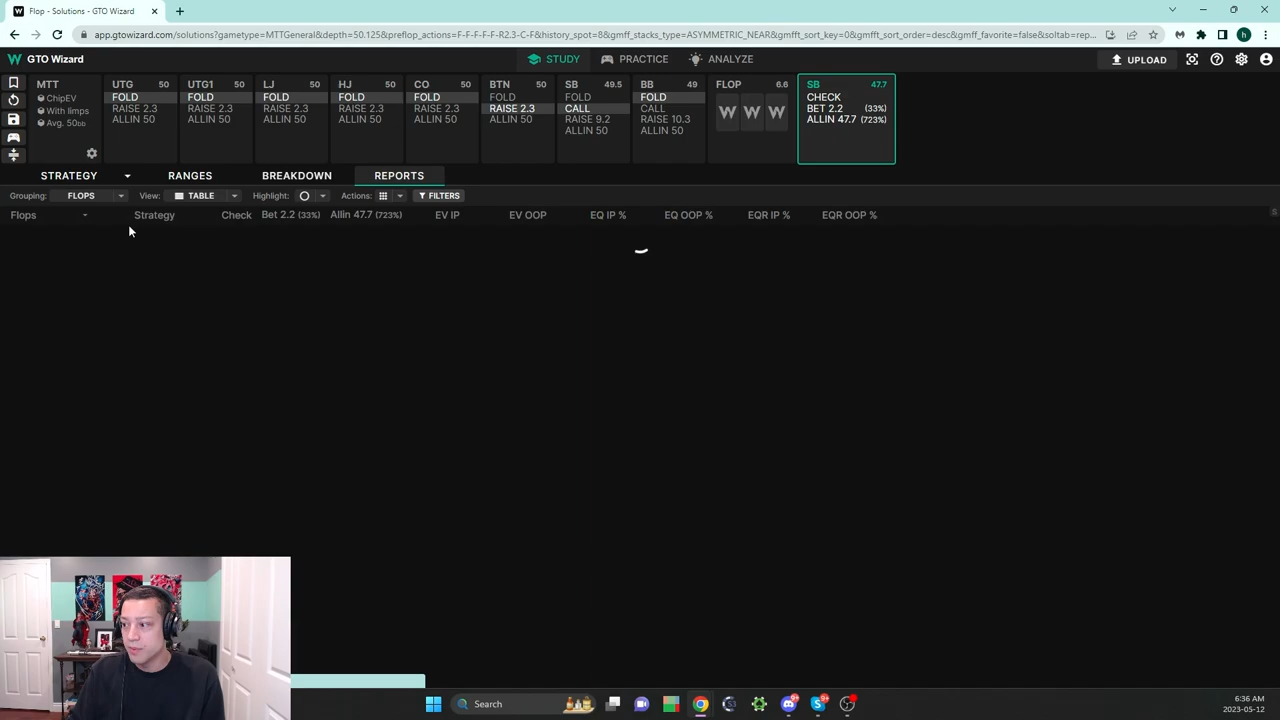 Flop - Solutions - GTO Wizard
app.gtowizard.com/solutions?gametype=MTTGeneral&depth=50.125&preflop_actions=F-F-F-F-F-R2.3-C-F&history_spot=8&gmfft_stacks_type=ASYMMETRIC_NEAR&gmfft_sort_key=0&gmfft_sort_order=desc&gmfft_favorite=false&soltab=rep...
h
GTO Wizard
STUDY
PRACTICE
ANALYZE
UPLOAD
MTT
ChipEV
With limps
Avg. 50bb
UTG 50
FOLD
RAISE 2.3
ALLIN 50
UTG1 50
FOLD
RAISE 2.3
ALLIN 50
LJ 50
FOLD
RAISE 2.3
ALLIN 50
HJ 50
FOLD
RAISE 2.3
ALLIN 50
CO 50
FOLD
RAISE 2.3
ALLIN 50
BTN 50
FOLD
RAISE 2.3
ALLIN 50
SB 49.5
FOLD
CALL
RAISE 9.2
ALLIN 50
BB 49
FOLD
CALL
RAISE 10.3
ALLIN 50
FLOP 6.6
SB 47.7
CHECK
BET 2.2 (33%)
ALLIN 47.7 (723%)
STRATEGY
RANGES
BREAKDOWN
REPORTS
Grouping: FLOPS View: TABLE Highlight: Actions: FILTERS
Flops Strategy Check Bet 2.2 (33%) Allin 47.7 (723%) EV IP EV OOP EQ IP % EQ OOP % EQR IP % EQR OOP %
Search
6:36 AM
2023-05-12